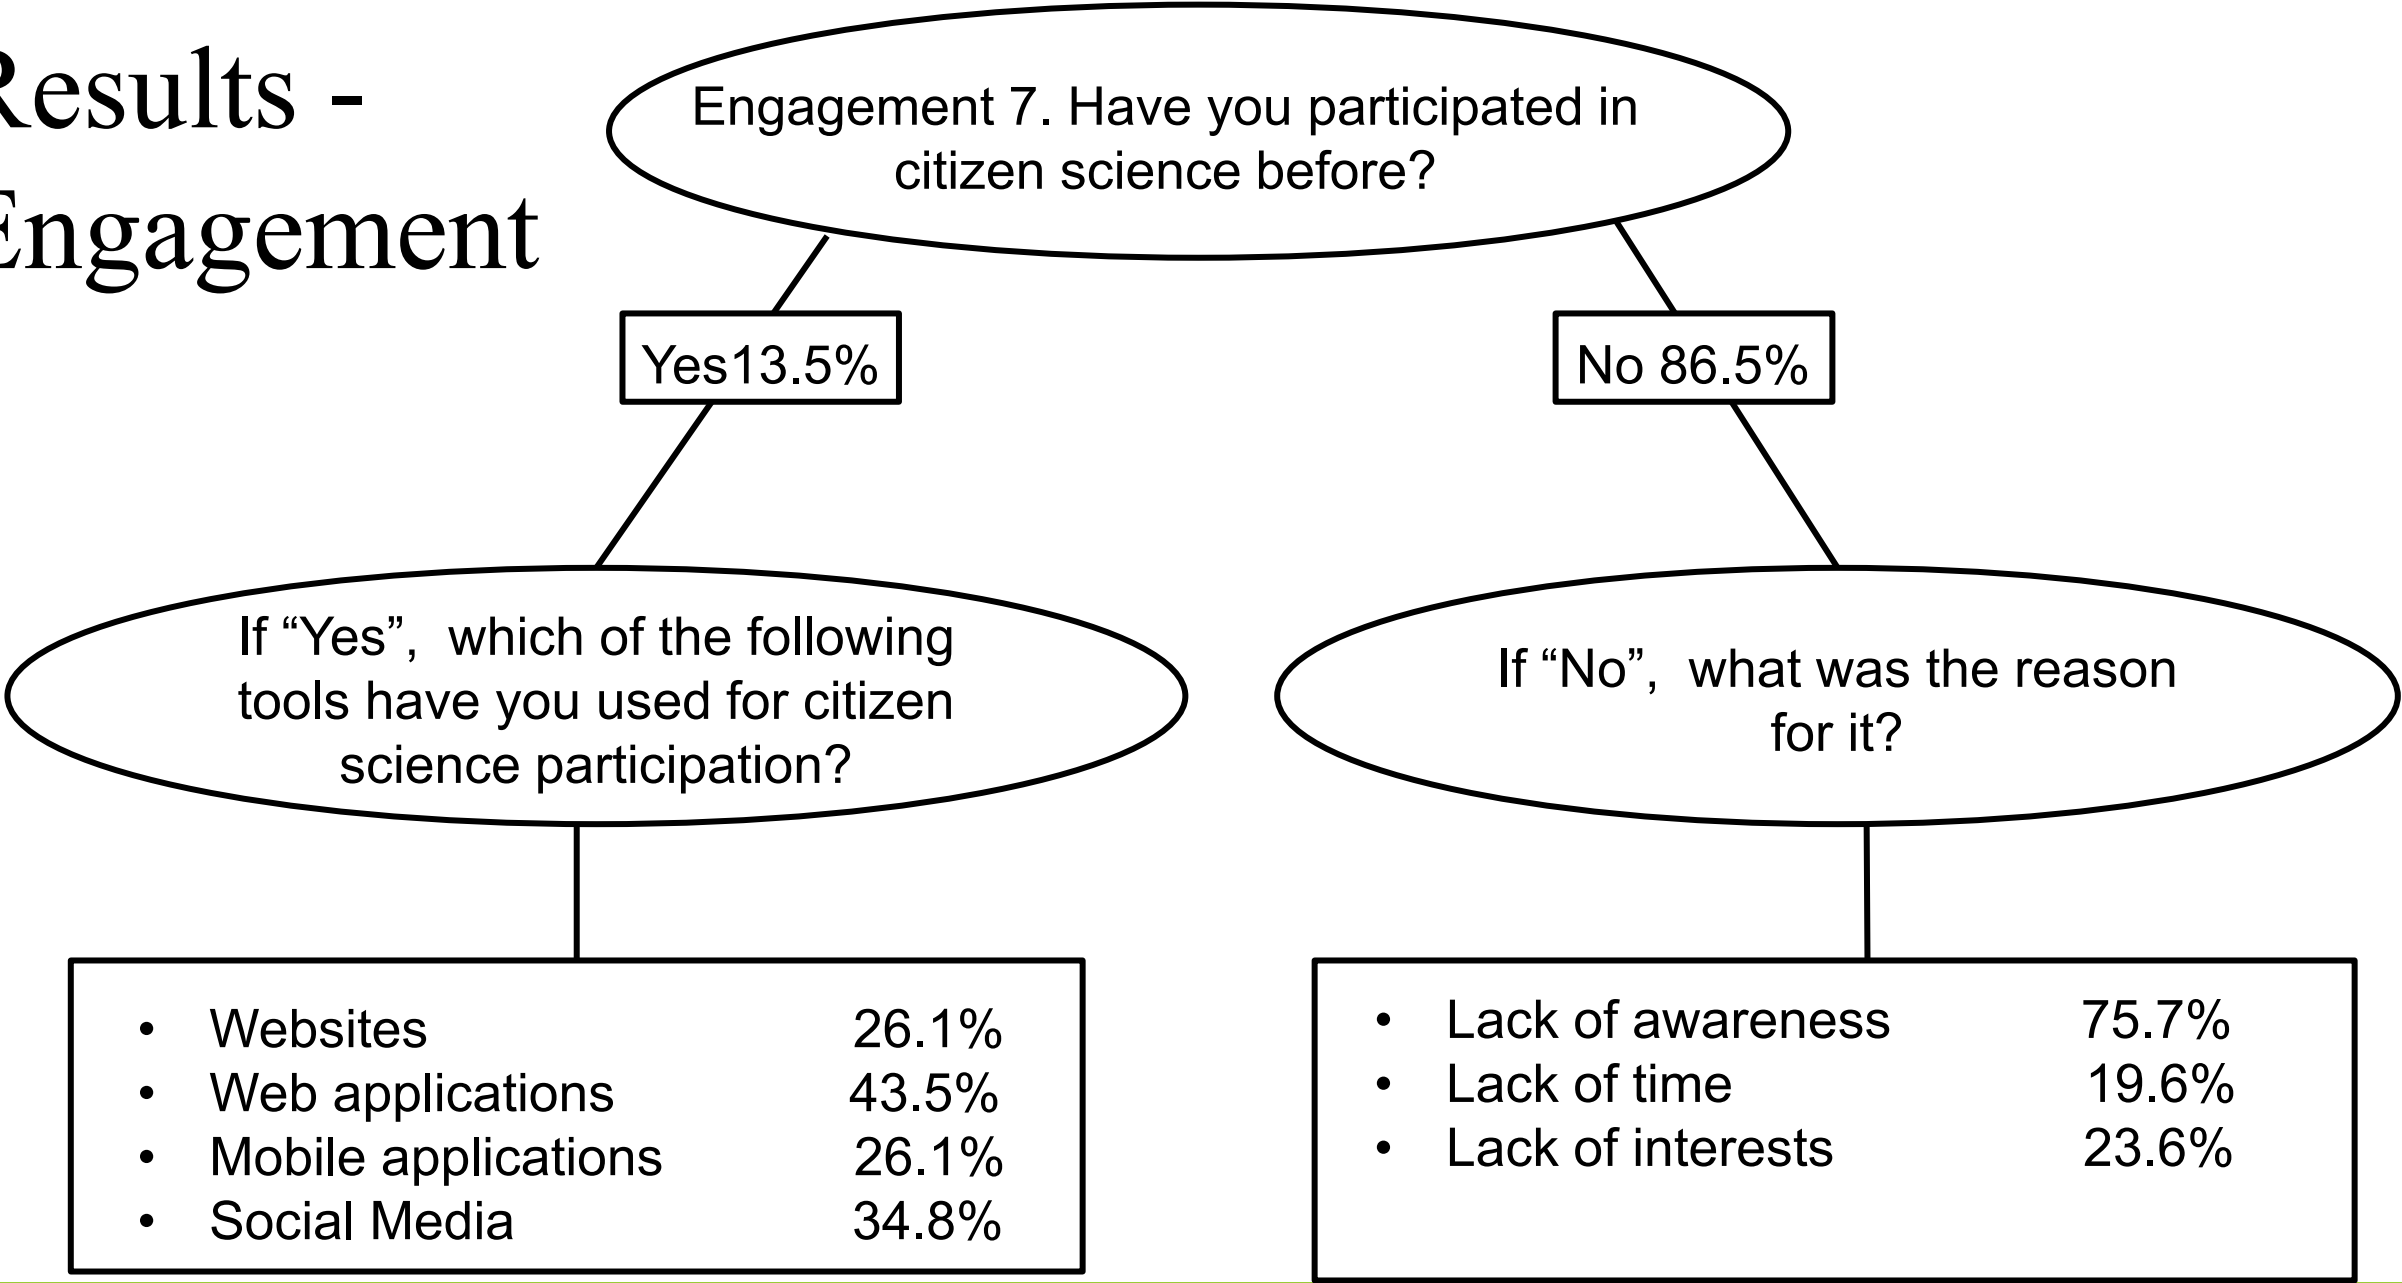 Results -
Engagement
Engagement 7. Have you participated in
citizen science before?
Yes13.5%
No 86.5%
If “Yes”,  which of the following
tools have you used for citizen
science participation?
If “No”,  what was the reason
for it?
• Websites 26.1%
• Web applications 43.5%
• Mobile applications 26.1%
• Social Media 34.8%
• Lack of awareness 75.7%
• Lack of time 19.6%
• Lack of interests 23.6%